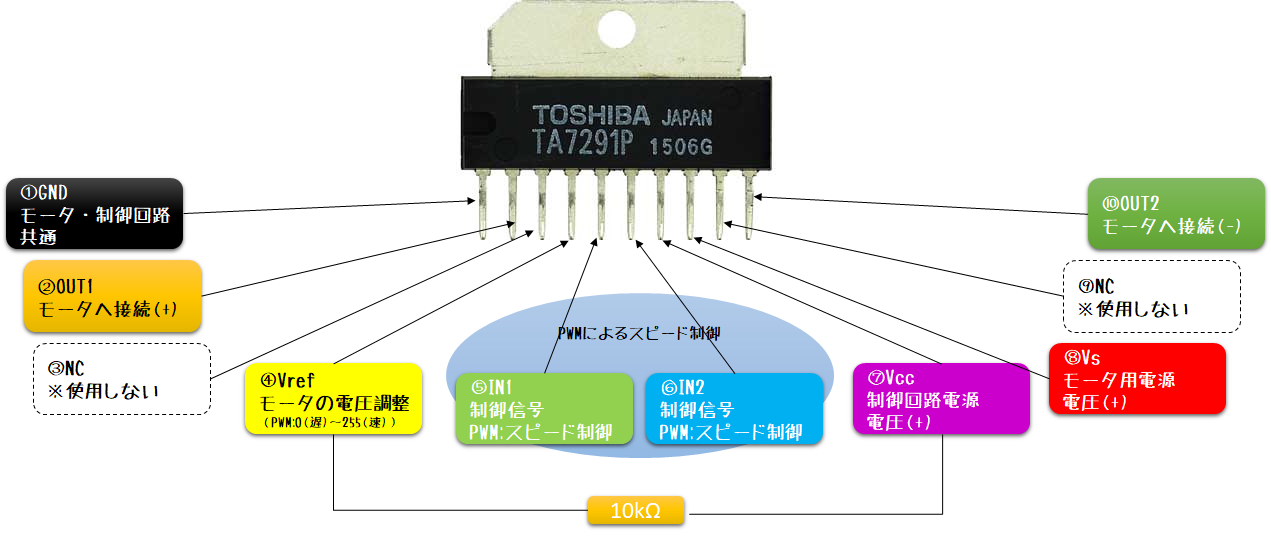 TOSHIBA JAPAN
TA7291P 1506G
①GND
モータ・制御回路
共通
②OUT1
モータへ接続(+)
③NC
※使用しない
④Vref
モータの電圧調整
(PWM:0(遅)～255(速))
PWMによるスピード制御
⑤IN1
制御信号
PWM:スピード制御
⑥IN2
制御信号
PWM:スピード制御
⑦Vcc
制御回路電源
電圧(+)
⑧Vs
モータ用電源
電圧(+)
⑨NC
※使用しない
⑩OUT2
モータへ接続(-)
10kΩ